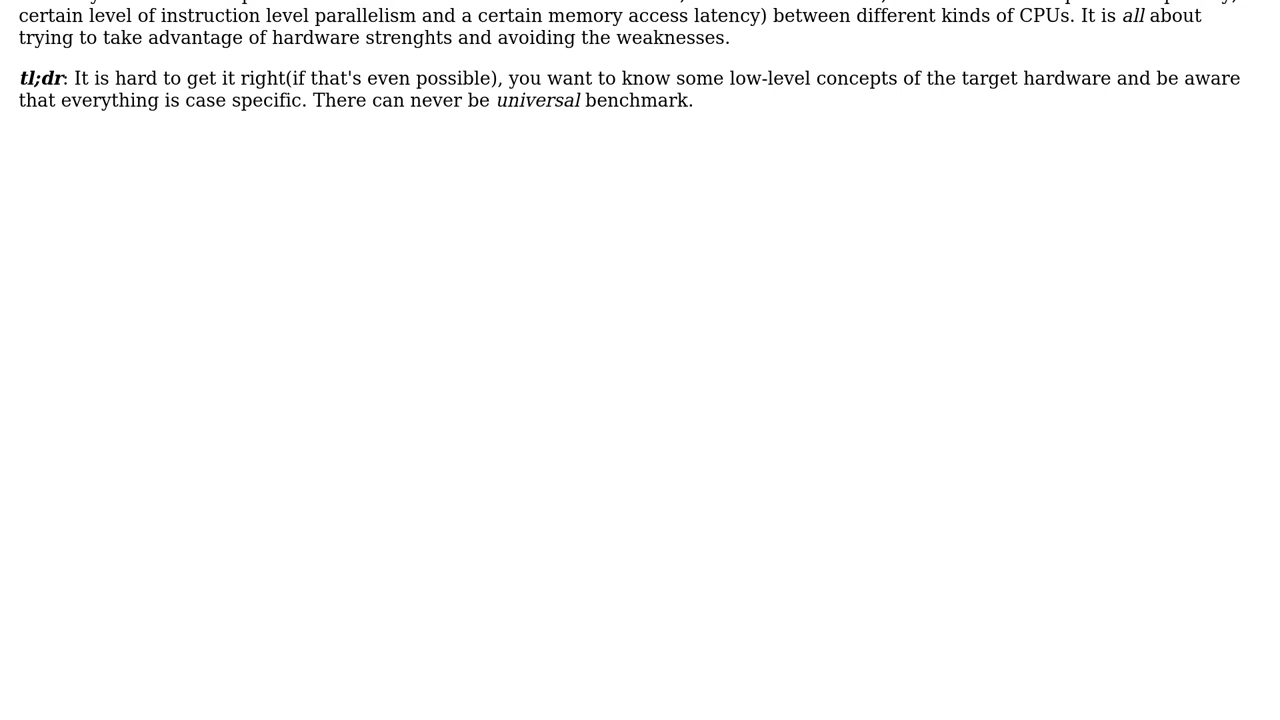 certain level of instruction level parallelism and a certain memory access latency) between different kinds of CPUs. It is all about
trying to take advantage of hardware strenghts and avoiding the weaknesses.
tl;dr: It is hard to get it right(if that's even possible), you want to know some low-level concepts of the target hardware and be aware
that everything is case specific. There can never be universal benchmark.